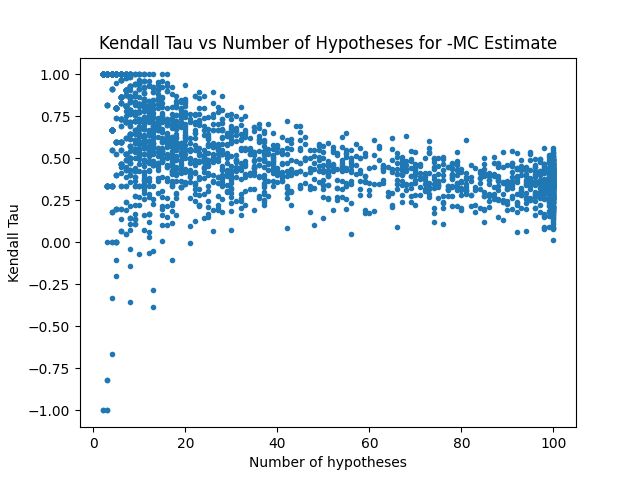 Kendall Tau vs Number of Hypotheses for -MC Estimate
1.00
0.75
0.50
0.25
0.00
−0.25
−0.50
−0.75
−1.00
Kendall Tau
0 20 40 60 80 100
Number of hypotheses